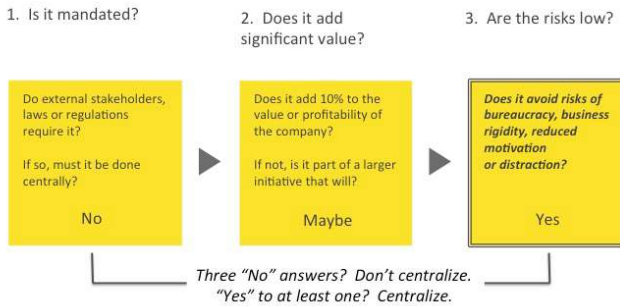 1. Is it mandated?
2. Does it add
significant value?
3. Are the risks low?
Do external stakeholders,
laws or regulations
require it?
If so, must it be done
centrally?
No
Does it add 10% to the
value or profitability of
the company?
If not, is it part of a larger
initiative that will?
Maybe
Does it avoid risks of
bureaucracy, business
rigidity, reduced
motivation
or distraction?
Yes
Three “No” answers? Don’t centralize.
“Yes” to at least one? Centralize.